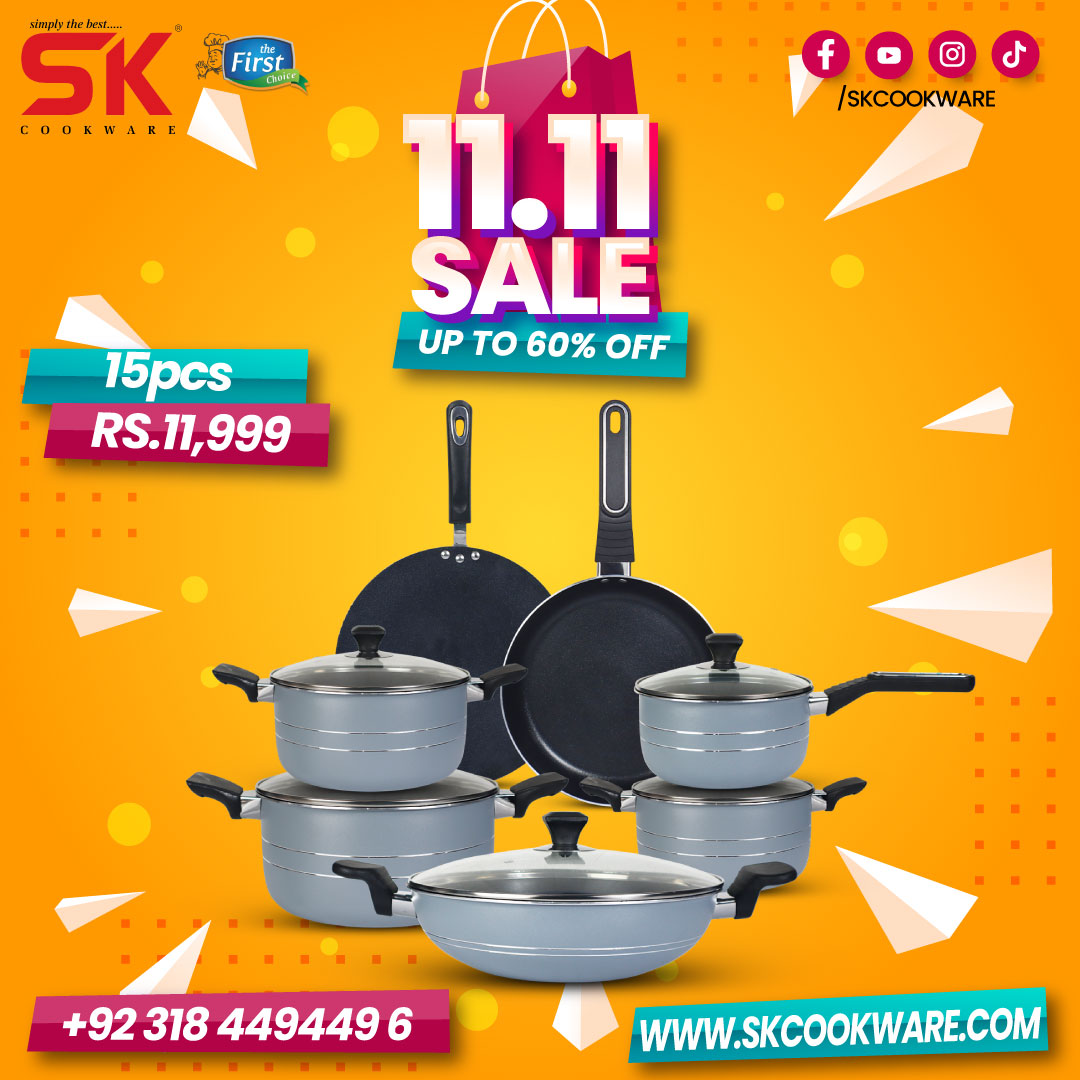 simply the best.....
SK®
COOKWARE
the
First
Choice
/SKCOOKWARE
11.11
SALE
UP TO 60% OFF
15pcs
RS.11,999
+92 318 449449 6
WWW.SKCOOKWARE.COM